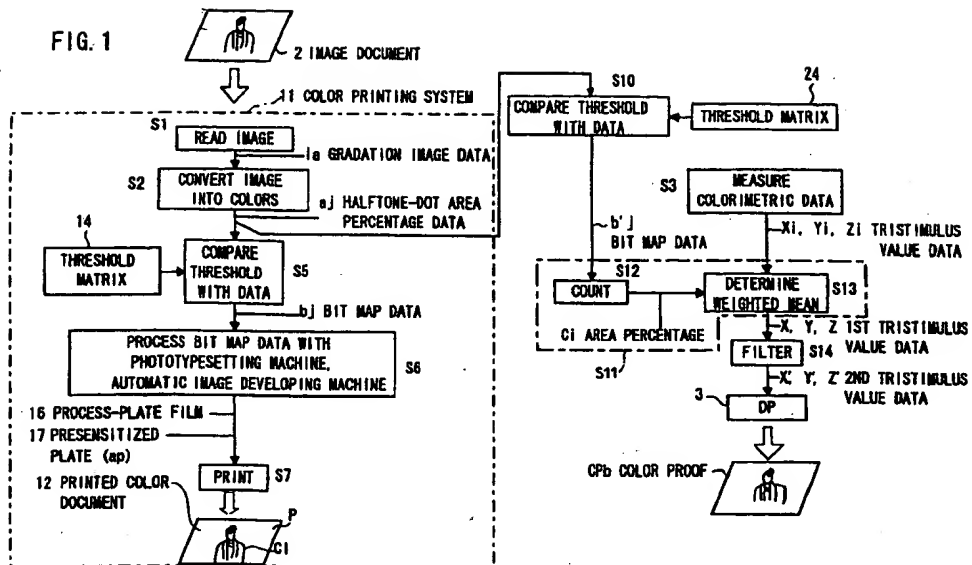 FIG. 1
2 IMAGE DOCUMENT
11 COLOR PRINTING SYSTEM
S1
READ IMAGE
Ia GRADATION IMAGE DATA
S2
CONVERT IMAGE
INTO COLORS
aj HALFTONE-DOT AREA
PERCENTAGE DATA
14
THRESHOLD
MATRIX
COMPARE
THRESHOLD
WITH DATA
S5
bj BIT MAP DATA
PROCESS BIT MAP DATA WITH
PHOTOTYPESETTING MACHINE,
AUTOMATIC IMAGE DEVELOPING MACHINE
S6
16 PROCESS-PLATE FILM
17 PRESENSITIZED
PLATE (ap)
PRINT
S7
12 PRINTED COLOR
DOCUMENT
P
CI
S10
COMPARE THRESHOLD
WITH DATA
24
THRESHOLD MATRIX
S3
MEASURE
COLORIMETRIC DATA
Xi, Yi, Zi TRISTIMULUS
VALUE DATA
b'j
BIT MAP DATA
S12
COUNT
DETERMINE
WEIGHTED MEAN
S13
Ci AREA PERCENTAGE
S11
X, Y, Z 1ST TRISTIMULUS
VALUE DATA
FILTER
S14
X', Y', Z' 2ND TRISTIMULUS
VALUE DATA
3
DP
CPb COLOR PROOF